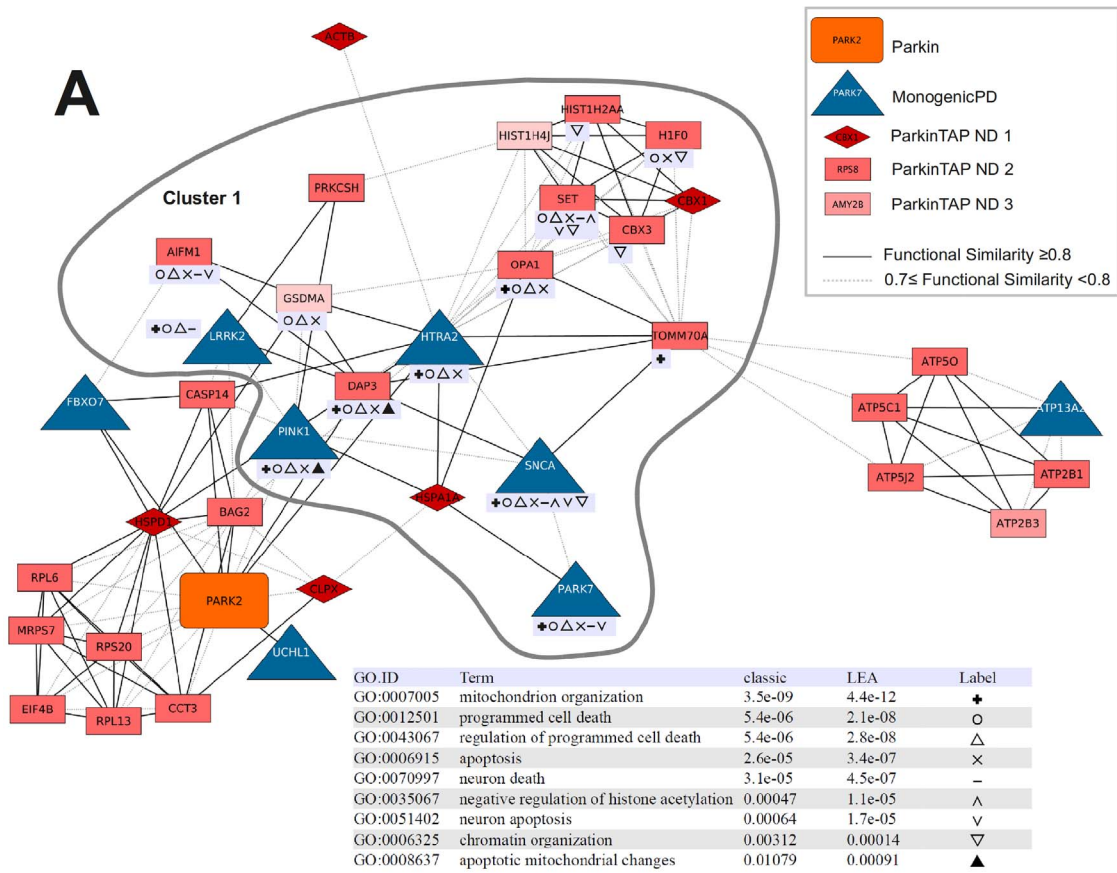 A
ACTB
PARK2
Parkin
PARK7
MonogenicPD
CBX1
ParkinTAP ND 1
RPS8
ParkinTAP ND 2
AMY2B
ParkinTAP ND 3
Functional Similarity ≥0.8
0.7≤ Functional Similarity <0.8
HIST1H2AA
HIST1H4J
▽
H1F0
○×▽
Cluster 1
PRKCSH
SET
○△×−∧
∨▽
CBX1
CBX3
▽
AIFM1
○△×−∨
OPA1
✚○△×
GSDMA
○△×
✚○△−
LRRK2
HTRA2
✚○△×
TOMM70A
✚
FBXO7
CASP14
DAP3
✚○△×▲
PINK1
✚○△×▲
SNCA
✚○△×−∧∨▽
ATP5O
ATP5C1
ATP13A2
ATP5J2
ATP2B1
ATP2B3
HSPA1A
HSPD1
BAG2
RPL6
PARK2
CLPX
PARK7
✚○△×−∨
MRPS7
RPS20
UCHL1
EIF4B
RPL13
CCT3
GO.ID Term classic LEA Label
GO:0007005 mitochondrion organization 3.5e-09 4.4e-12 ✚
GO:0012501 programmed cell death 5.4e-06 2.1e-08 ○
GO:0043067 regulation of programmed cell death 5.4e-06 2.8e-08 △
GO:0006915 apoptosis 2.6e-05 3.4e-07 ×
GO:0070997 neuron death 3.1e-05 4.5e-07 −
GO:0035067 negative regulation of histone acetylation 0.00047 1.1e-05 ∧
GO:0051402 neuron apoptosis 0.00064 1.7e-05 ∨
GO:0006325 chromatin organization 0.00312 0.00014 ▽
GO:0008637 apoptotic mitochondrial changes 0.01079 0.00091 ▲